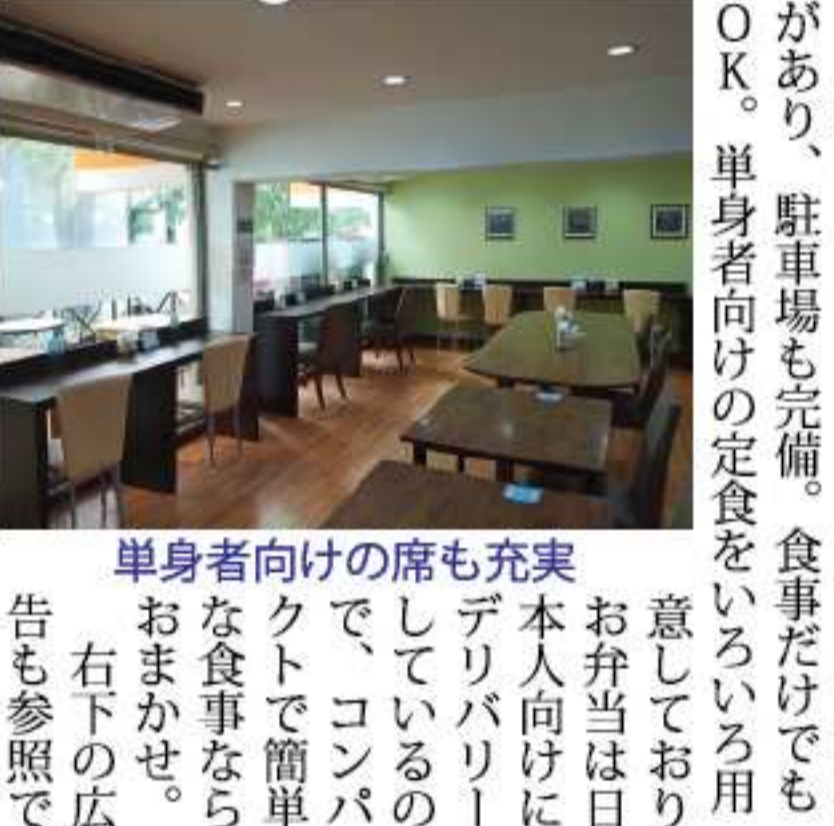 があり、駐車場も完備。食事だけでも
OK。単身者向けの定食をいろいろ用
単身者向けの席も充実
意しており
お弁当は日
本人向けに
デリバリー
しているの
で、コンパ
クトで簡単
な食事なら
おまかせ。
右下の広
告も参照で